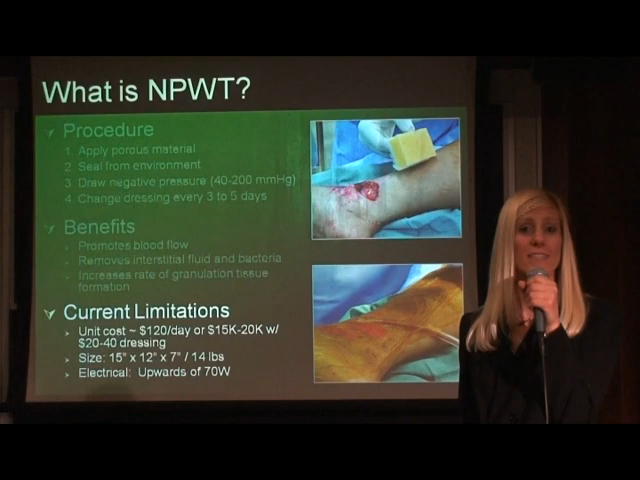 What is NPWT?
Procedure
1. Apply porous material
2. Seal from environment
3. Draw negative pressure (40-200 mmHg)
4. Change dressing every 3 to 5 days
Benefits
Promotes blood flow
Removes interstitial fluid and bacteria
Increases rate of granulation tissue
formation
Current Limitations
Unit cost ~ $120/day or $15K-20K w/
$20-40 dressing
Size: 15" x 12" x 7" / 14 lbs
Electrical: Upwards of 70W